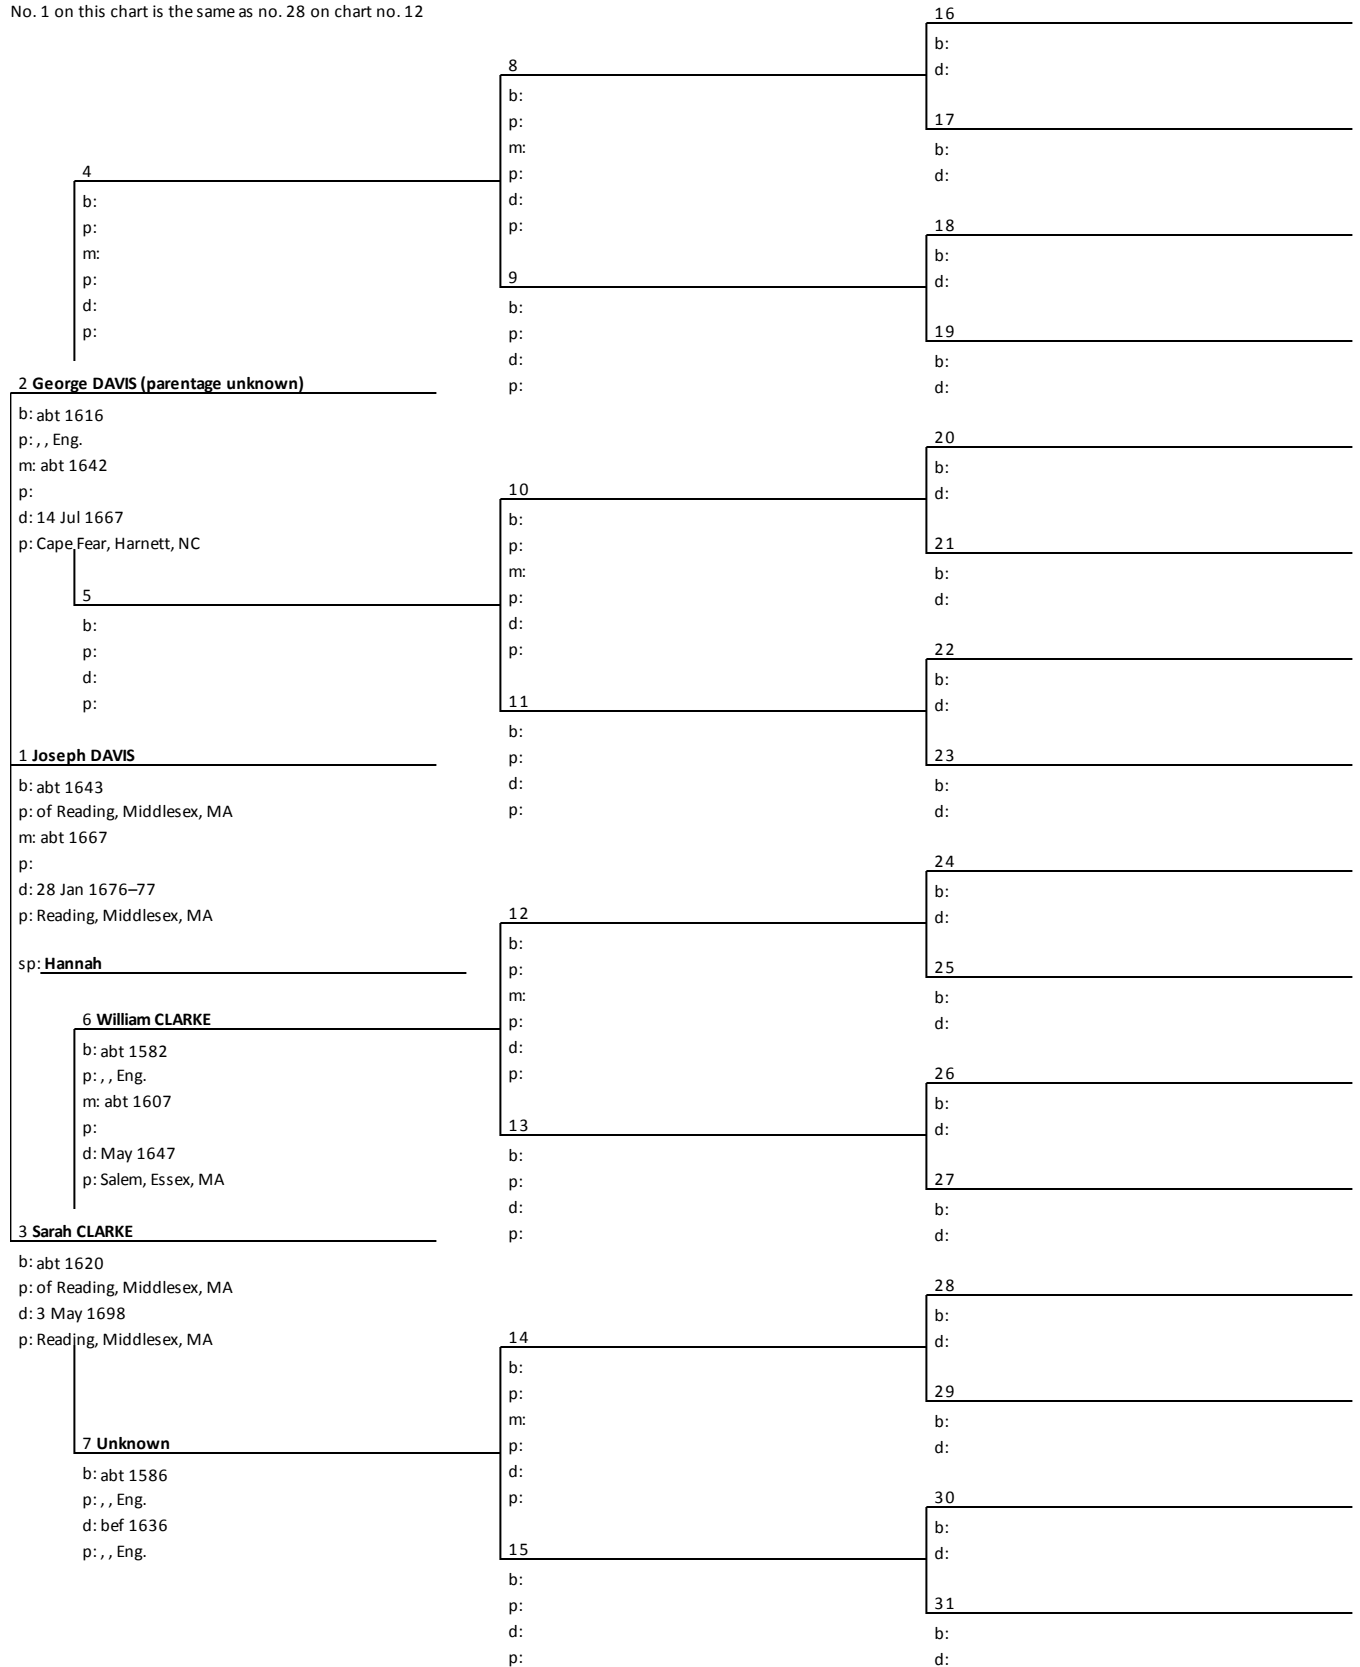 No. 1 on this chart is the same as no. 28 on chart no. 12
4
b:
p:
m:
p:
d:
p:
2 George DAVIS (parentage unknown)
b: abt 1616
p: , , Eng.
m: abt 1642
p:
d: 14 Jul 1667
p: Cape Fear, Harnett, NC
5
b:
p:
d:
p:
1 Joseph DAVIS
b: abt 1643
p: of Reading, Middlesex, MA
m: abt 1667
p:
d: 28 Jan 1676–77
p: Reading, Middlesex, MA
sp: Hannah
6 William CLARKE
b: abt 1582
p: , , Eng.
m: abt 1607
p:
d: May 1647
p: Salem, Essex, MA
3 Sarah CLARKE
b: abt 1620
p: of Reading, Middlesex, MA
d: 3 May 1698
p: Reading, Middlesex, MA
7 Unknown
b: abt 1586
p: , , Eng.
d: bef 1636
p: , , Eng.
8
b:
p:
m:
p:
d:
p:
9
b:
p:
d:
p:
10
b:
p:
m:
p:
d:
p:
11
b:
p:
d:
p:
12
b:
p:
m:
p:
d:
p:
13
b:
p:
d:
p:
14
b:
p:
m:
p:
d:
p:
15
b:
p:
d:
p:
16
b:
d:
17
b:
d:
18
b:
d:
19
b:
d:
20
b:
d:
21
b:
d:
22
b:
d:
23
b:
d:
24
b:
d:
25
b:
d:
26
b:
d:
27
b:
d:
28
b:
d:
29
b:
d:
30
b:
d:
31
b:
d: